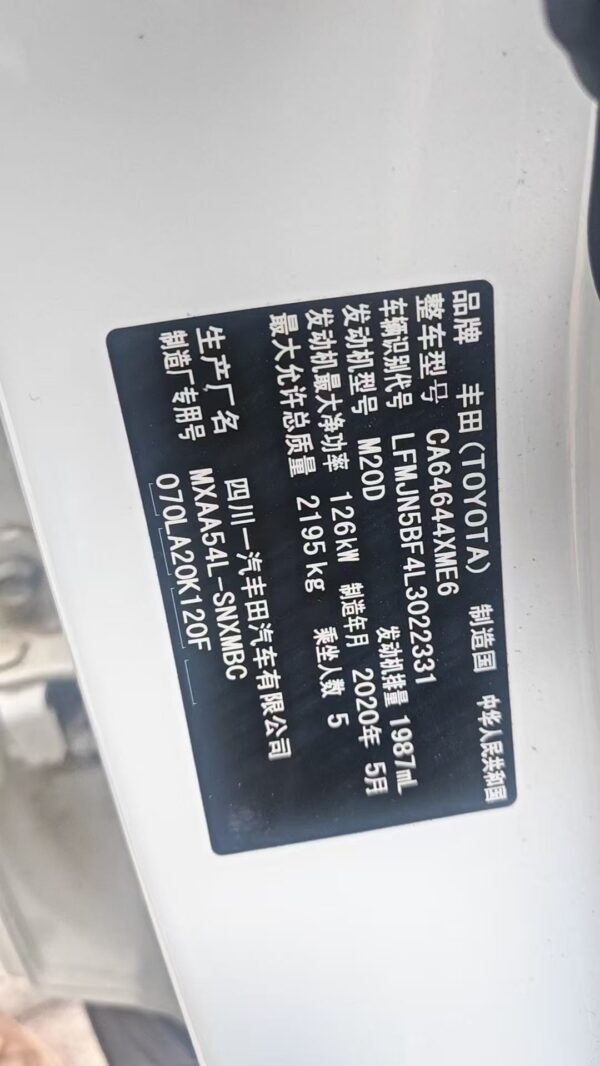 品牌 丰田(TOYOTA) 制造国 中华人民共和国
整车型号 CA64644XME6
车辆识别代号 LFMJN5BF4L3022331
发动机型号 M20D 发动机排量 1987mL
发动机最大净功率 126kW 制造年月 2020年 5月
最大允许总质量 2195kg 乘坐人数 5
生产厂名 四川一汽丰田汽车有限公司
制造厂专用号 MXAA54L-SNXMBC
070LA20K120F